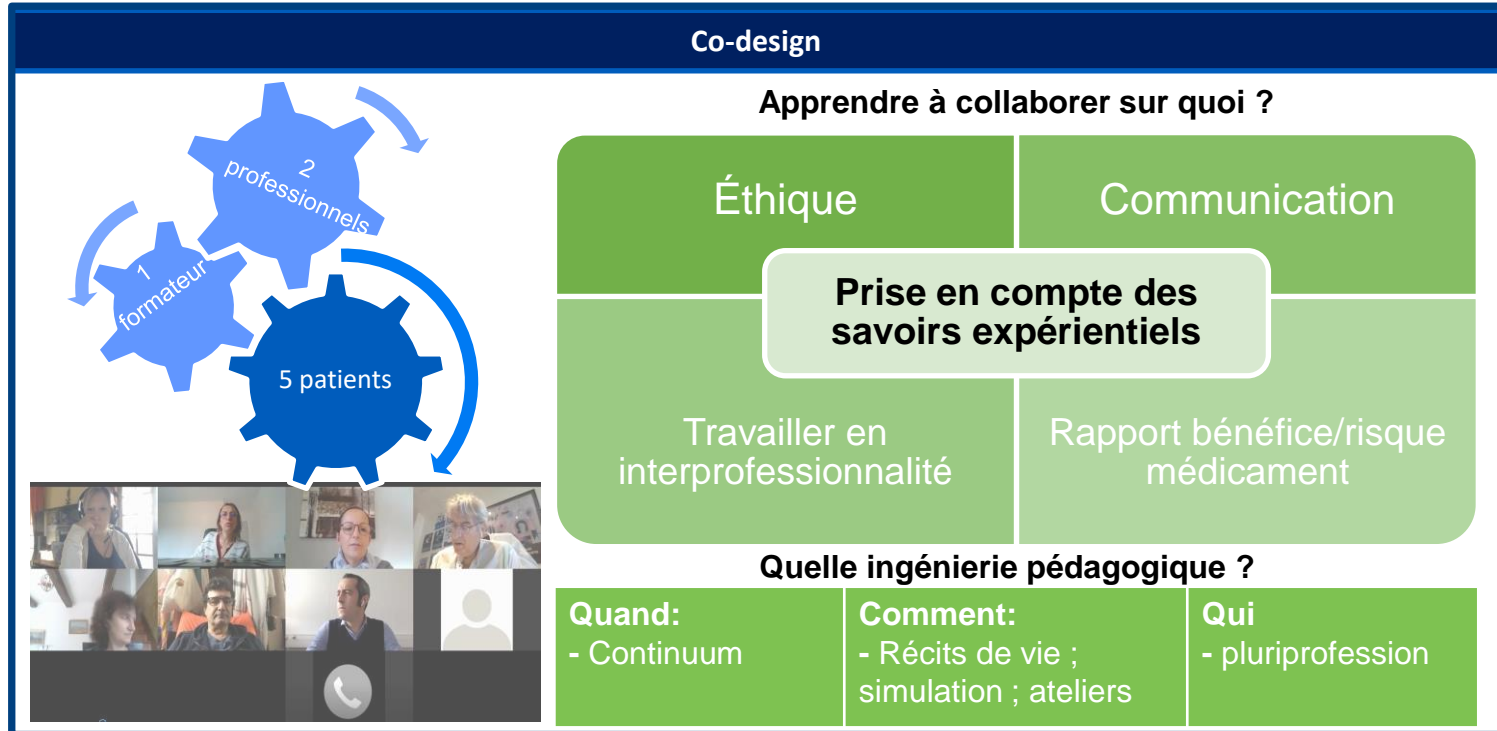 Co-design
2
professionnels
1
formateur
5 patients
Apprendre à collaborer sur quoi ?
Éthique
Communication
Prise en compte des
savoirs expérientiels
Travailler en
interprofessionnalité
Rapport bénéfice/risque
médicament
Quelle ingénierie pédagogique ?
Quand:
- Continuum
Comment:
- Récits de vie ;
simulation ; ateliers
Qui
- pluriprofession